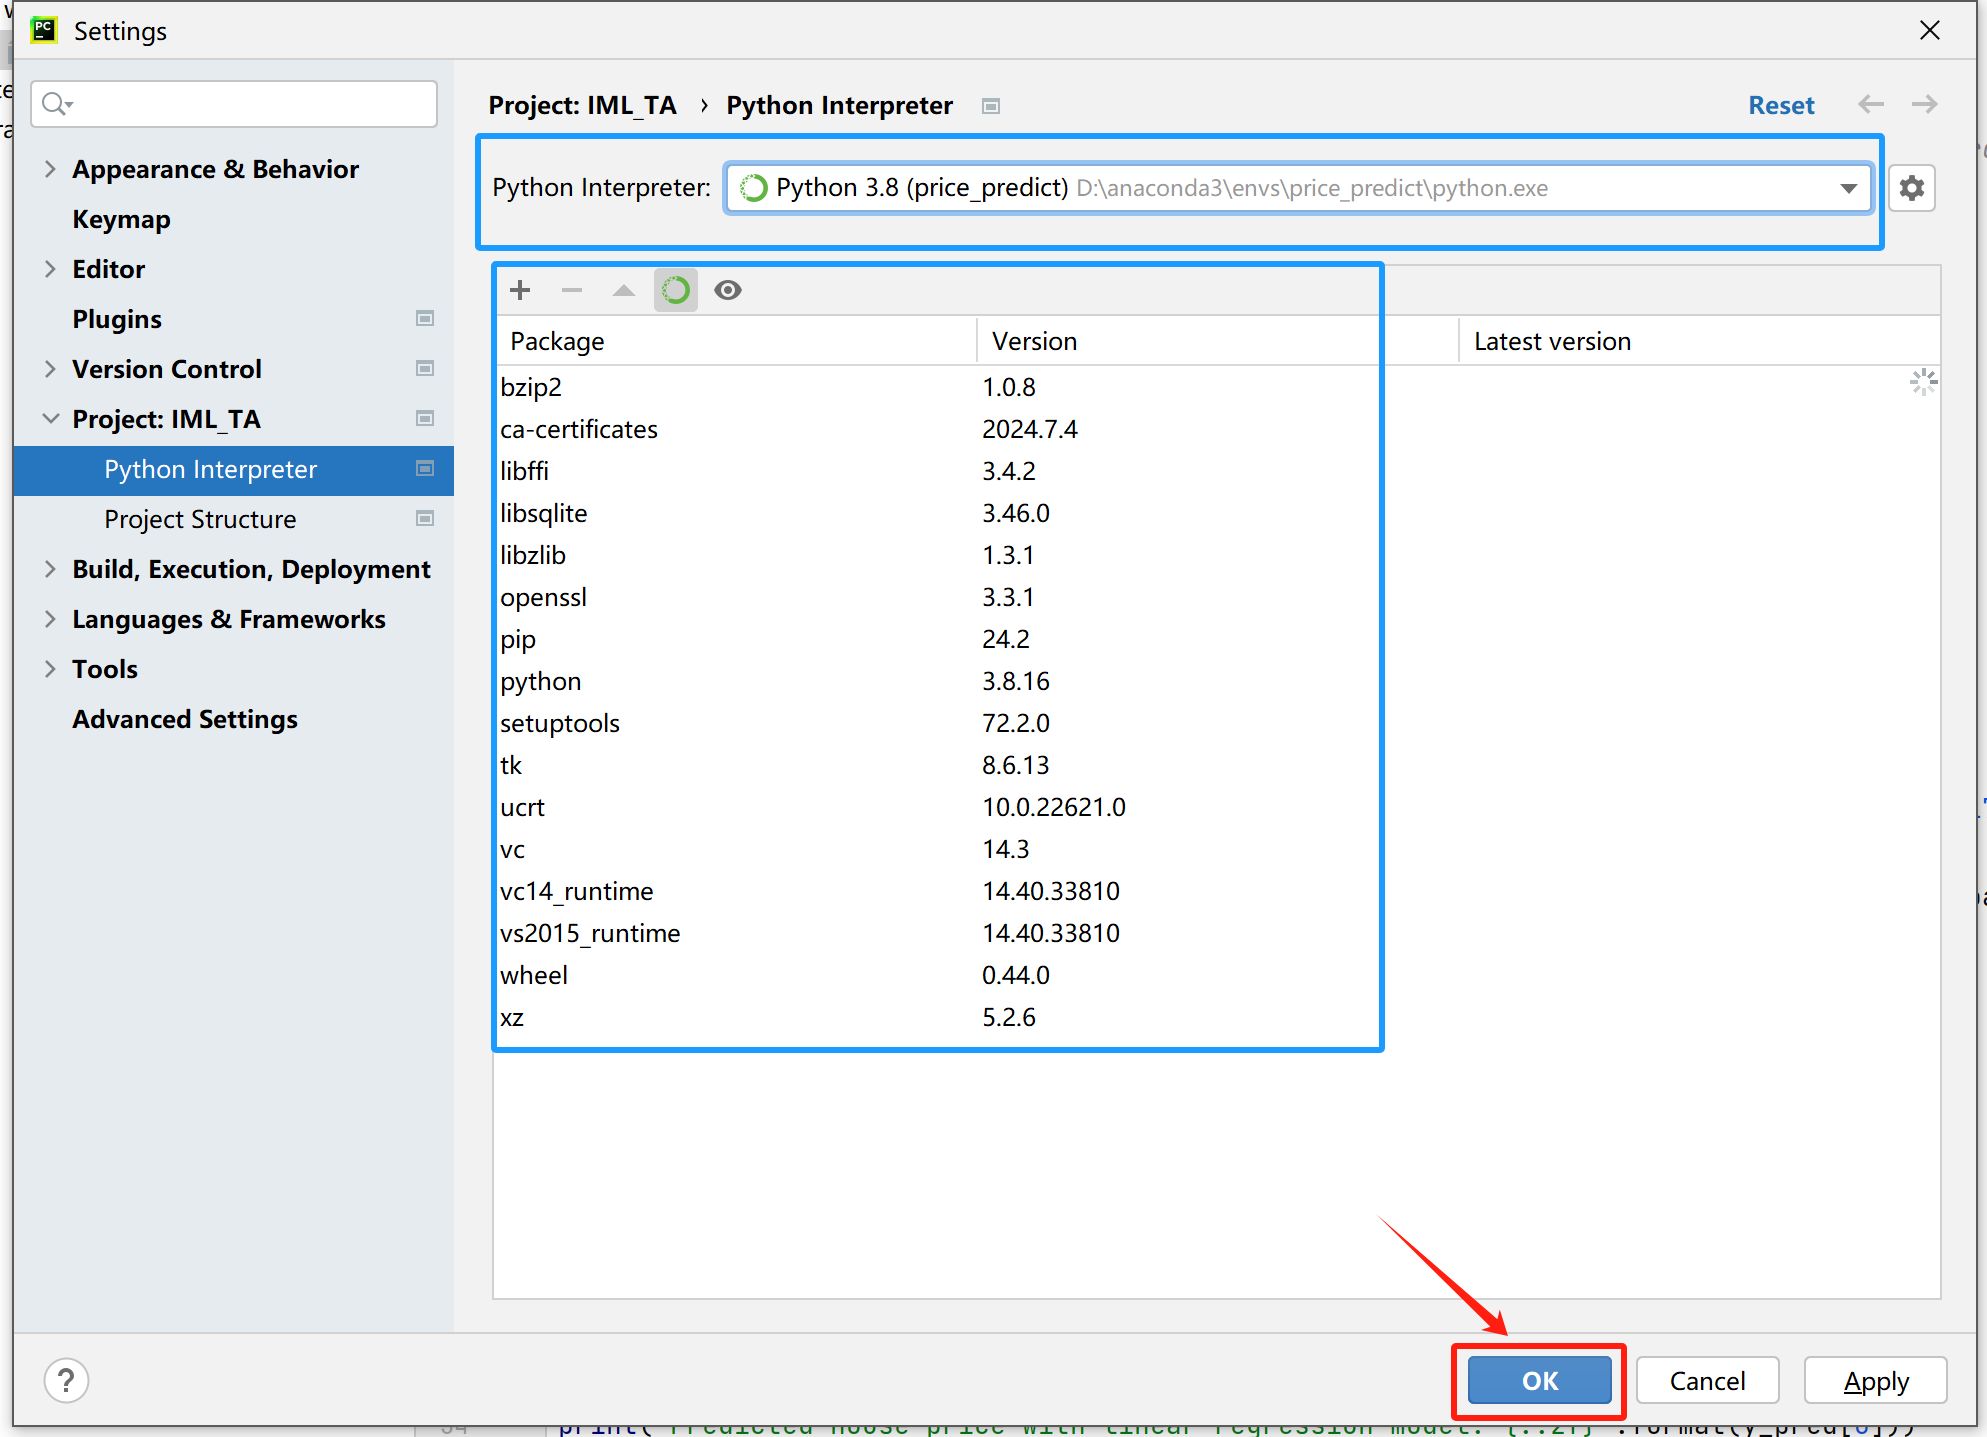 PC
Settings
Project: IML_TA › Python Interpreter
Reset
Python Interpreter: Python 3.8 (price_predict) D:\anaconda3\envs\price_predict\python.exe
Appearance & Behavior
Keymap
Editor
Plugins
Version Control
Project: IML_TA
Python Interpreter
Project Structure
Build, Execution, Deployment
Languages & Frameworks
Tools
Advanced Settings
Package Version Latest version
bzip2 1.0.8
ca-certificates 2024.7.4
libffi 3.4.2
libsqlite 3.46.0
libzlib 1.3.1
openssl 3.3.1
pip 24.2
python 3.8.16
setuptools 72.2.0
tk 8.6.13
ucrt 10.0.22621.0
vc 14.3
vc14_runtime 14.40.33810
vs2015_runtime 14.40.33810
wheel 0.44.0
xz 5.2.6
?
OK
Cancel
Apply